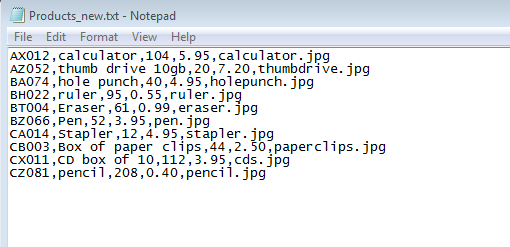 Products_new.txt - Notepad
File Edit Format View Help
AX012,calculator,104,5.95,calculator.jpg
AZ052,thumb drive 10gb,20,7.20,thumbdrive.jpg
BA074,hole punch,40,4.95,holepunch.jpg
BH022,ruler,95,0.55,ruler.jpg
BT004,Eraser,61,0.99,eraser.jpg
BZ066,Pen,52,3.95,pen.jpg
CA014,Stapler,12,4.95,stapler.jpg
CB003,Box of paper clips,44,2.50,paperclips.jpg
CX011,CD box of 10,112,3.95,cds.jpg
CZ081,pencil,208,0.40,pencil.jpg